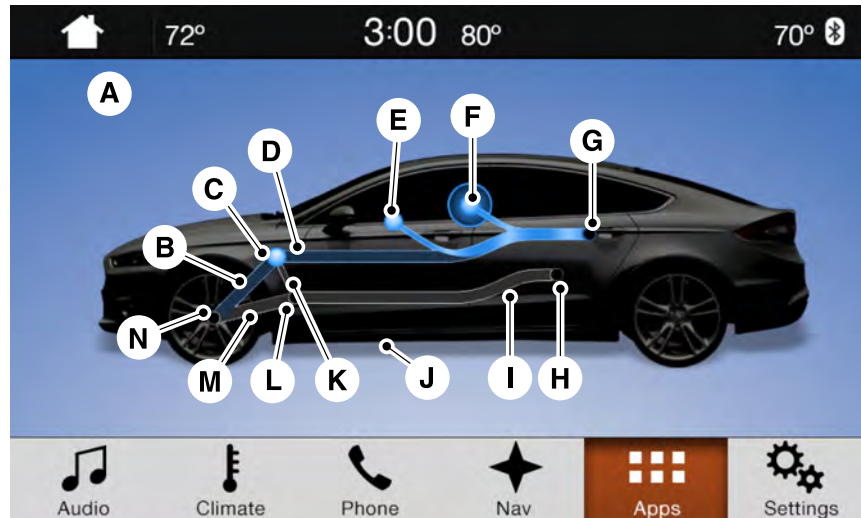 72° 3:00 80° 70°
A
E F
D G
C
B
N
M L K J I H
Audio Climate Phone Nav Apps Settings